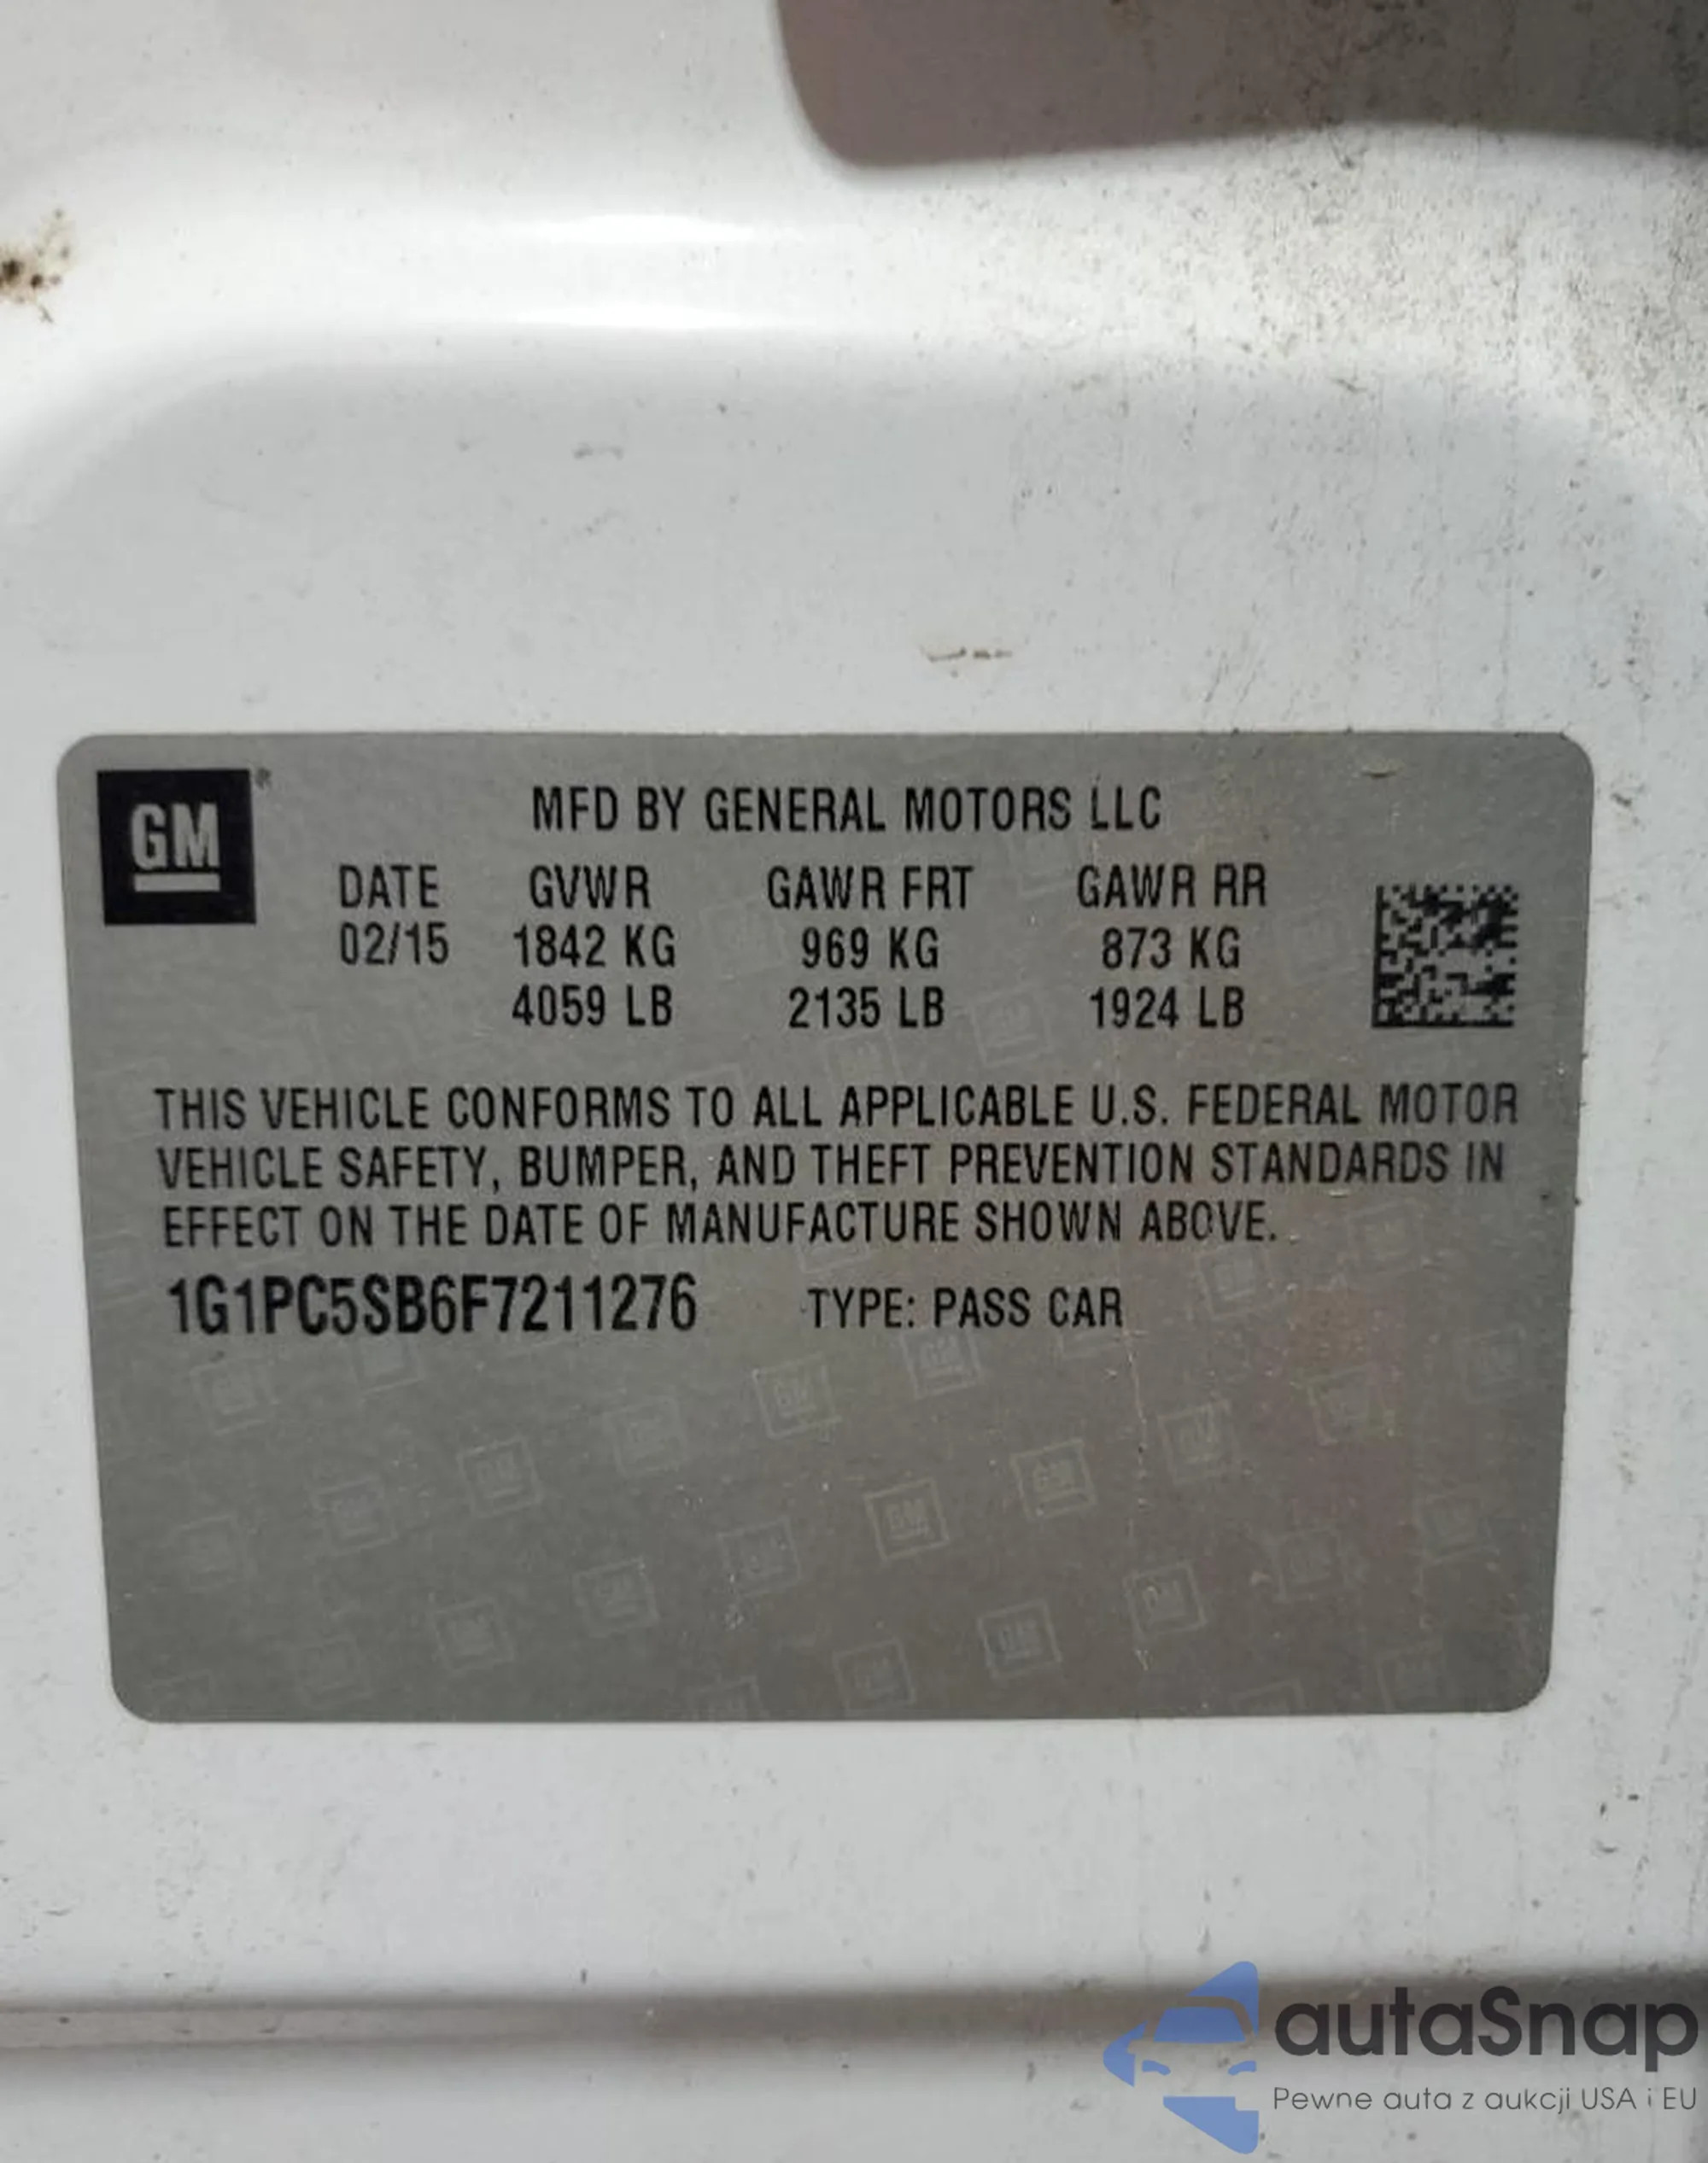 GM ®
MFD BY GENERAL MOTORS LLC
DATE GVWR GAWR FRT GAWR RR
02/15 1842 KG 969 KG 873 KG
4059 LB 2135 LB 1924 LB
THIS VEHICLE CONFORMS TO ALL APPLICABLE U.S. FEDERAL MOTOR
VEHICLE SAFETY, BUMPER, AND THEFT PREVENTION STANDARDS IN
EFFECT ON THE DATE OF MANUFACTURE SHOWN ABOVE.
1G1PC5SB6F7211276 TYPE: PASS CAR
autaSnap
Pewne auta z aukcji USA i EU